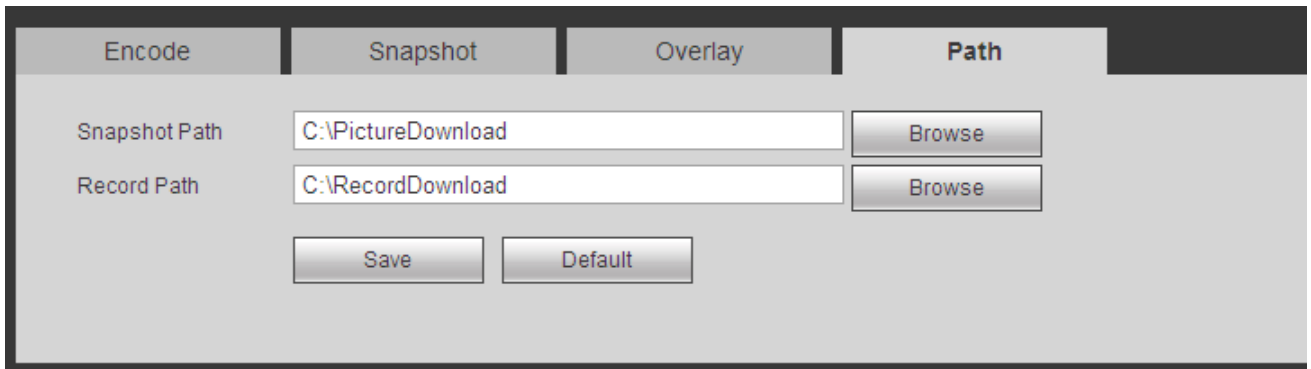 Encode Snapshot Overlay Path
Snapshot Path C:\PictureDownload Browse
Record Path C:\RecordDownload Browse
Save Default